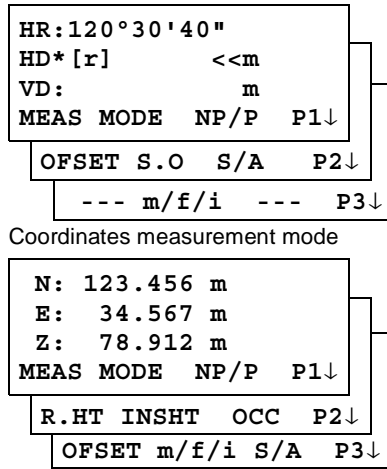 HR:120°30'40"
HD*[r] <<m
VD: m
MEAS MODE NP/P P1↓
OFSET S.O S/A P2↓
--- m/f/i --- P3↓
Coordinates measurement mode
N: 123.456 m
E: 34.567 m
Z: 78.912 m
MEAS MODE NP/P P1↓
R.HT INSHT OCC P2↓
OFSET m/f/i S/A P3↓